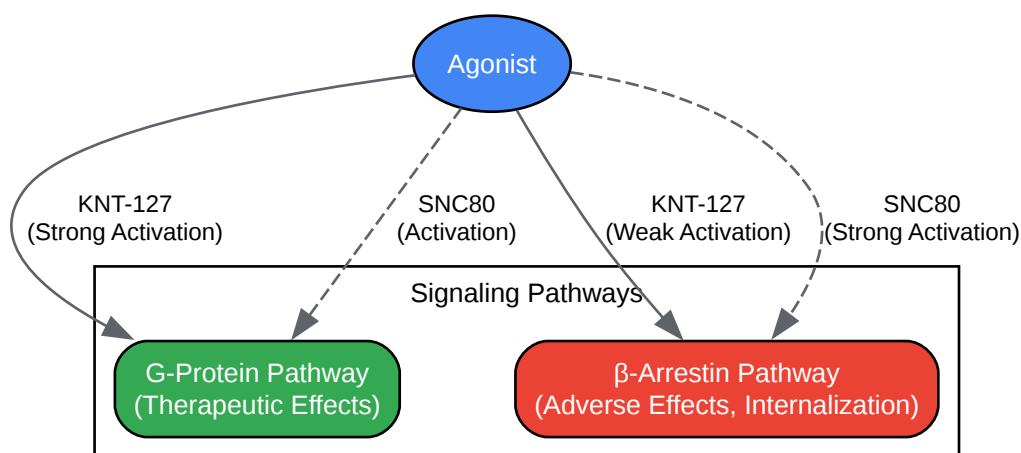 Agonist
KNT-127
(Strong Activation)
SNC80
(Activation)
KNT-127
(Weak Activation)
SNC80
(Strong Activation)
Signaling Pathways
G-Protein Pathway
(Therapeutic Effects)
β-Arrestin Pathway
(Adverse Effects, Internalization)